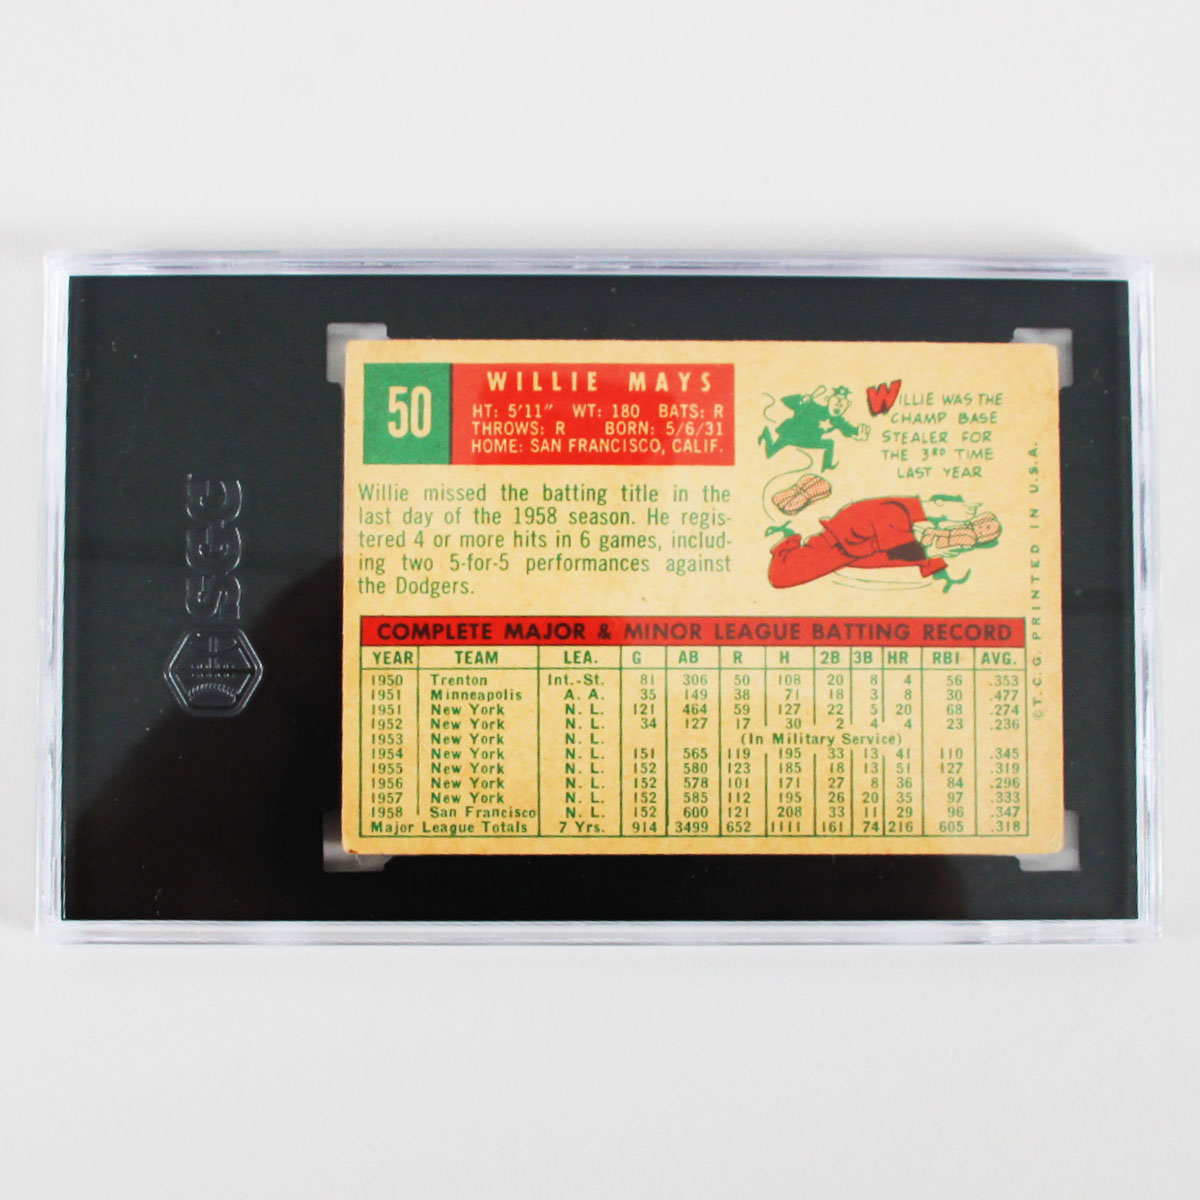 50
WILLIE MAYS
HT: 5'11" WT: 180 BATS: R
THROWS: R BORN: 5/6/31
HOME: SAN FRANCISCO, CALIF.
WILLIE WAS THE
CHAMP BASE
STEALER FOR
THE 3RD TIME
LAST YEAR
Willie missed the batting title in the
last day of the 1958 season. He regis-
tered 4 or more hits in 6 games, includ-
ing two 5-for-5 performances against
the Dodgers.
COMPLETE MAJOR & MINOR LEAGUE BATTING RECORD
YEAR TEAM LEA. G AB R H 2B 3B HR RBI AVG.
1950 Trenton Int.-St. 81 306 50 108 20 8 4 56 .353
1951 Minneapolis A. A. 35 149 38 71 18 3 8 30 .477
1951 New York N. L. 121 464 59 127 22 5 20 68 .274
1952 New York N. L. 34 127 17 30 2 4 4 23 .236
1953 New York N. L. (In Military Service)
1954 New York N. L. 151 565 119 195 33 13 41 110 .345
1955 New York N. L. 152 580 123 185 18 13 51 127 .319
1956 New York N. L. 152 578 101 171 27 8 36 84 .296
1957 New York N. L. 152 585 112 195 26 20 35 97 .333
1958 San Francisco N. L. 152 600 121 208 33 11 29 96 .347
Major League Totals 7 Yrs. 914 3499 652 1111 161 74 216 605 .318
© T. C. G. PRINTED IN U.S.A.
SGC